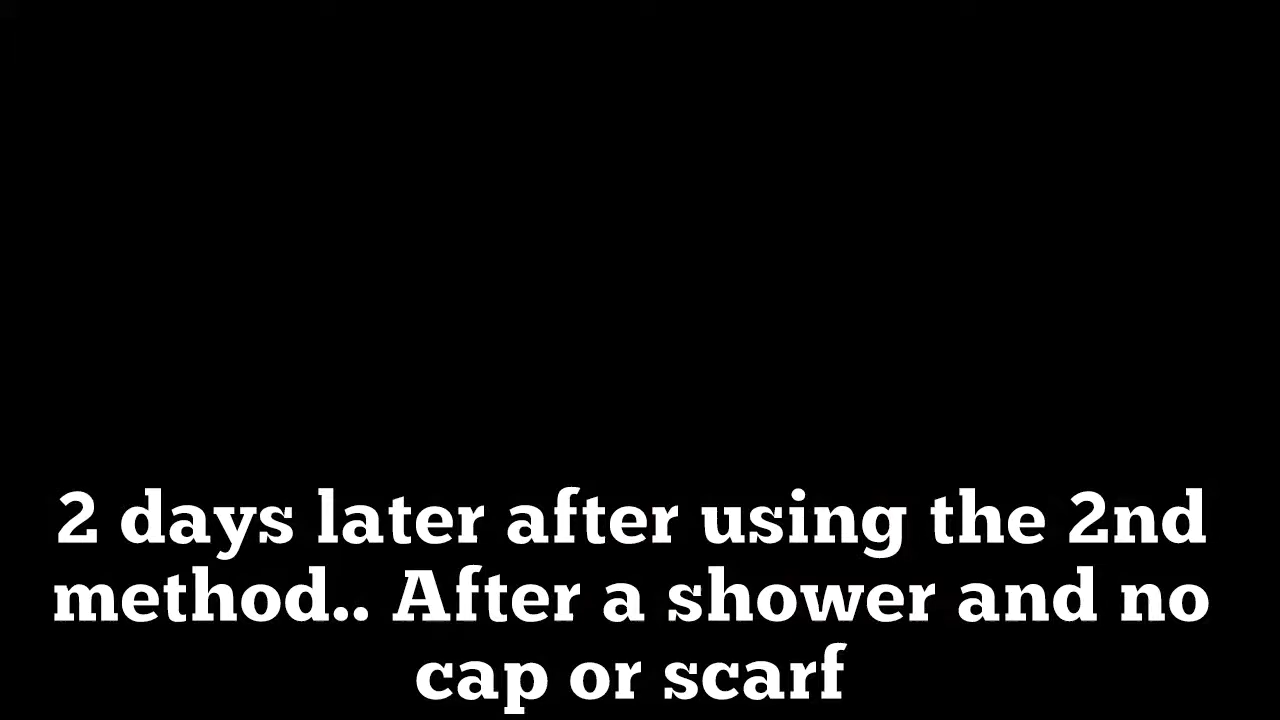 2 days later after using the 2nd
method.. After a shower and no
cap or scarf